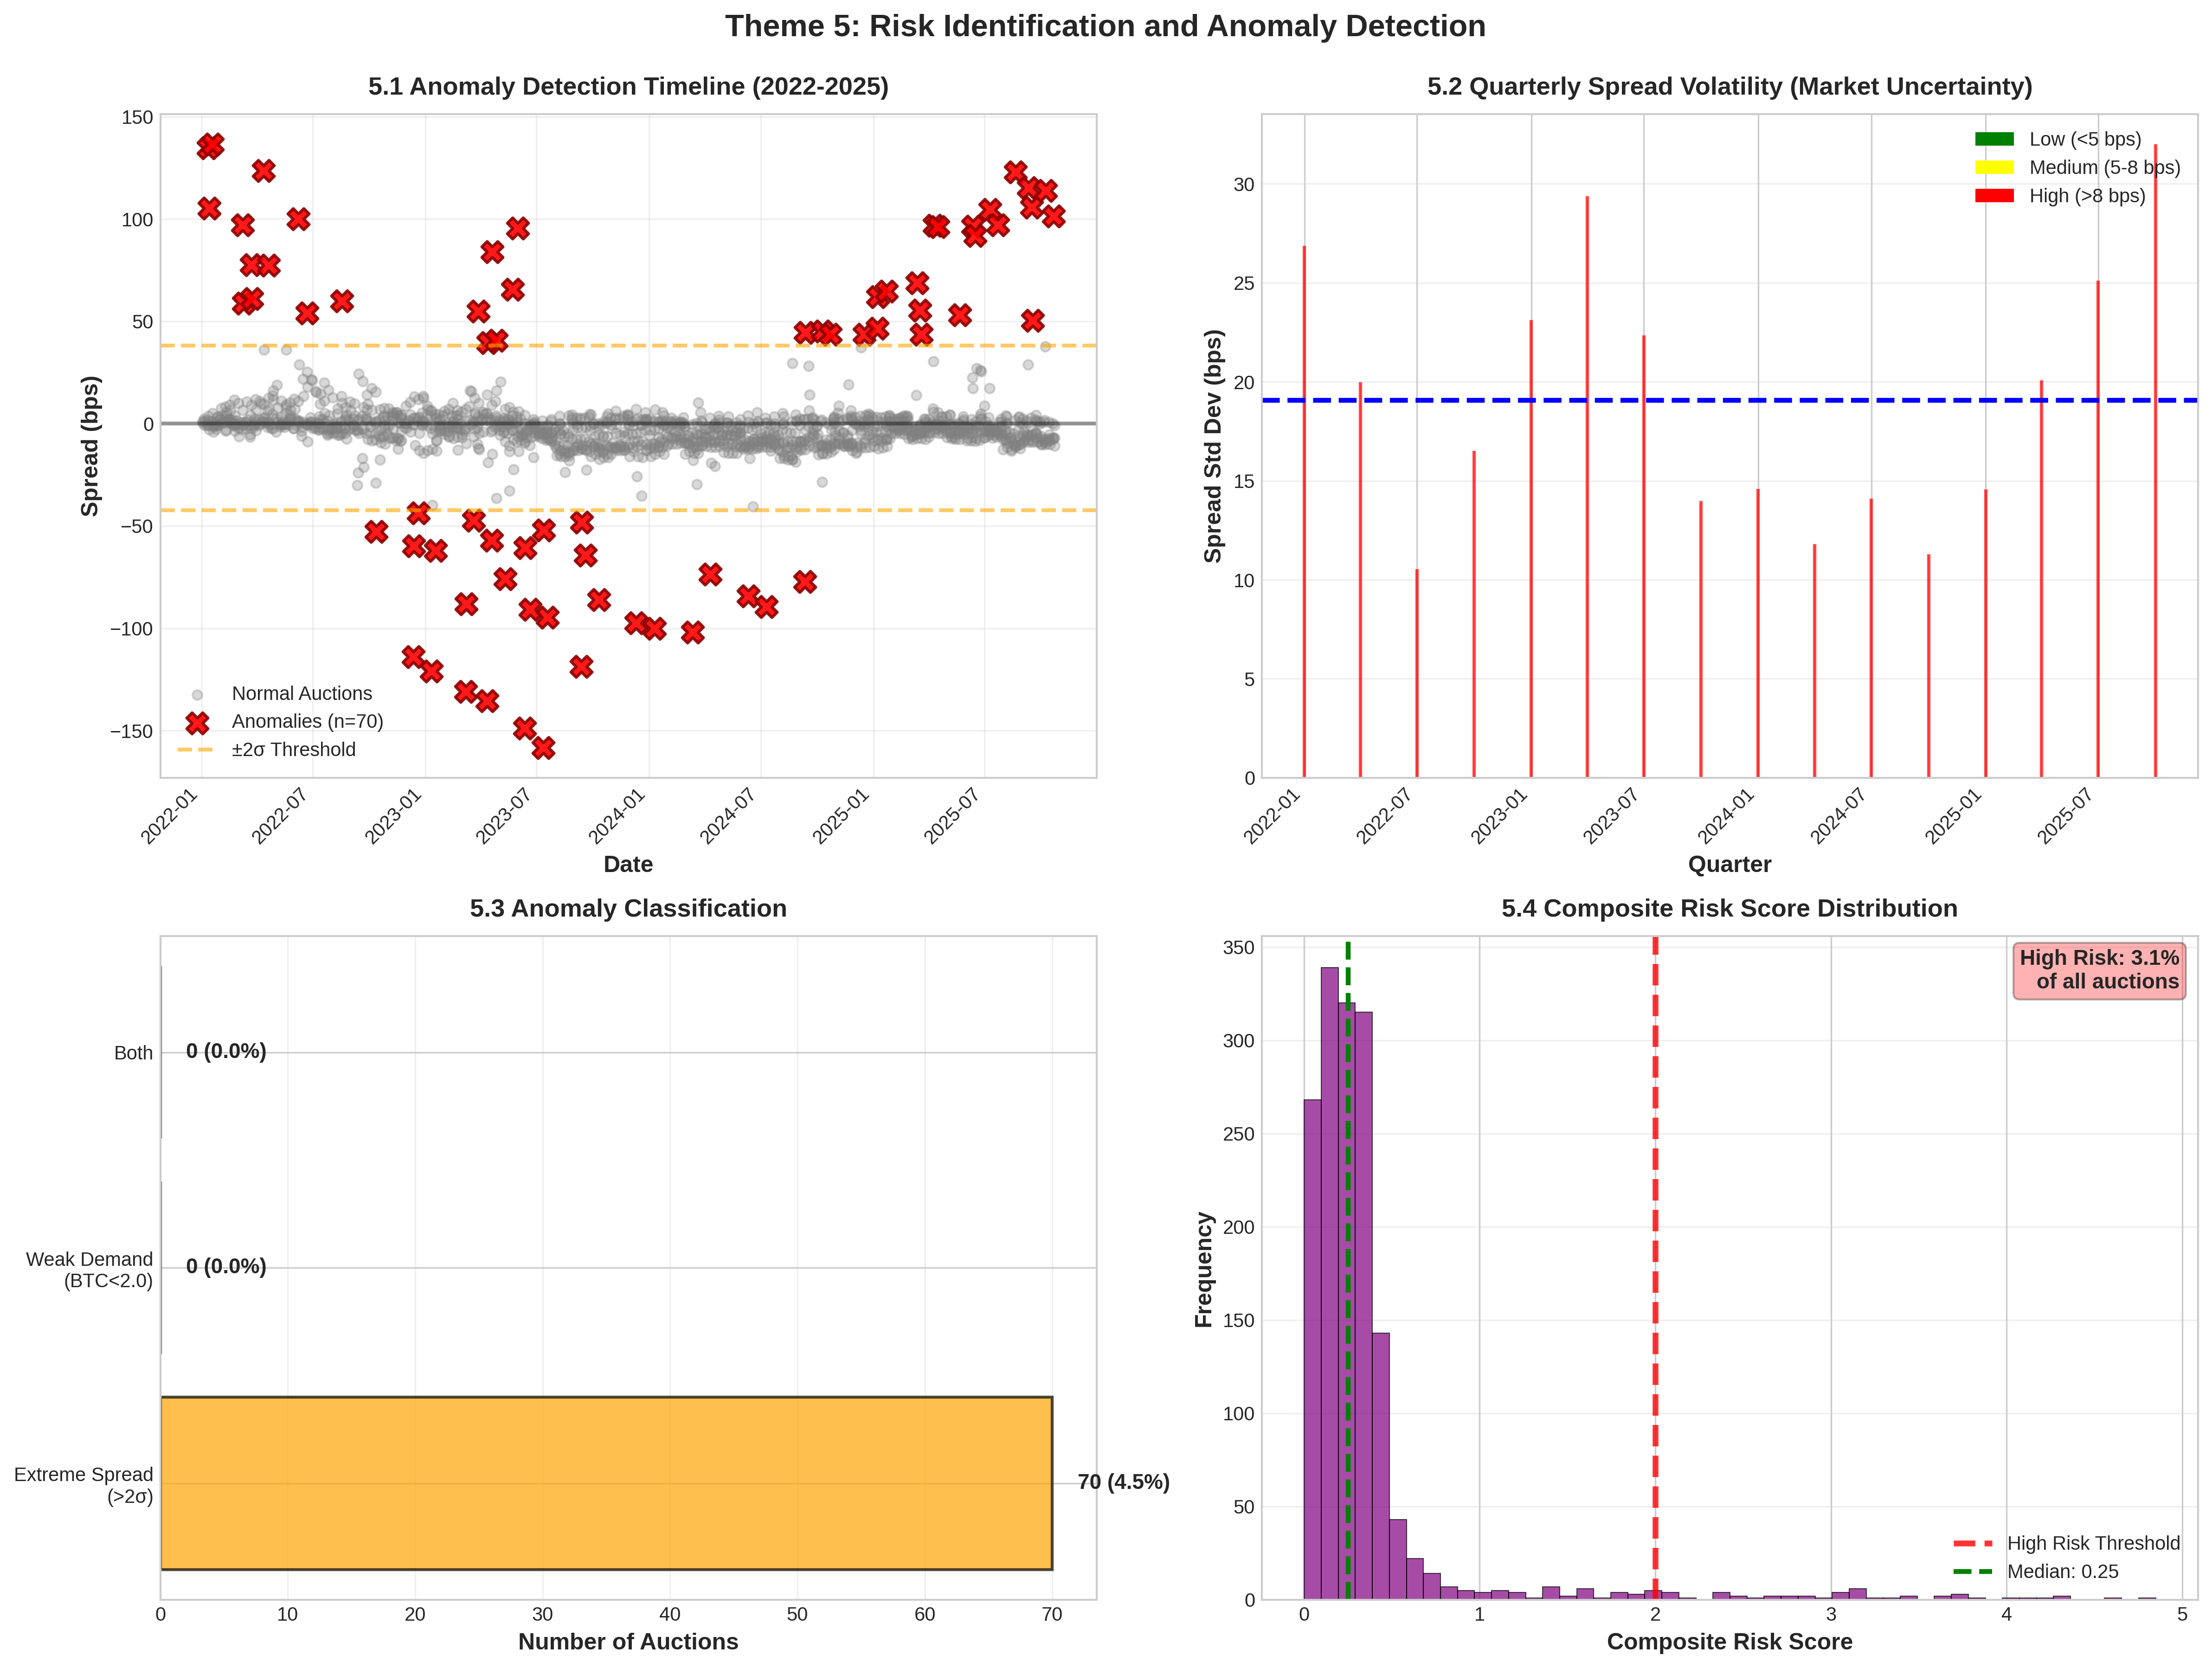 Theme 5: Risk Identification and Anomaly Detection
5.1 Anomaly Detection Timeline (2022-2025)
150
100
50
0
−50
−100
−150
Spread (bps)
Normal Auctions
Anomalies (n=70)
±2σ Threshold
2022-01
2022-07
2023-01
2023-07
2024-01
2024-07
2025-01
2025-07
Date
5.2 Quarterly Spread Volatility (Market Uncertainty)
Low (<5 bps)
Medium (5-8 bps)
High (>8 bps)
30
25
20
15
10
5
0
Spread Std Dev (bps)
2022-01
2022-07
2023-01
2023-07
2024-01
2024-07
2025-01
2025-07
Quarter
5.3 Anomaly Classification
Both
0 (0.0%)
Weak Demand
(BTC<2.0)
0 (0.0%)
Extreme Spread
(>2σ)
70 (4.5%)
0
10
20
30
40
50
60
70
Number of Auctions
5.4 Composite Risk Score Distribution
High Risk: 3.1%
of all auctions
350
300
250
200
150
100
50
0
Frequency
High Risk Threshold
Median: 0.25
0
1
2
3
4
5
Composite Risk Score